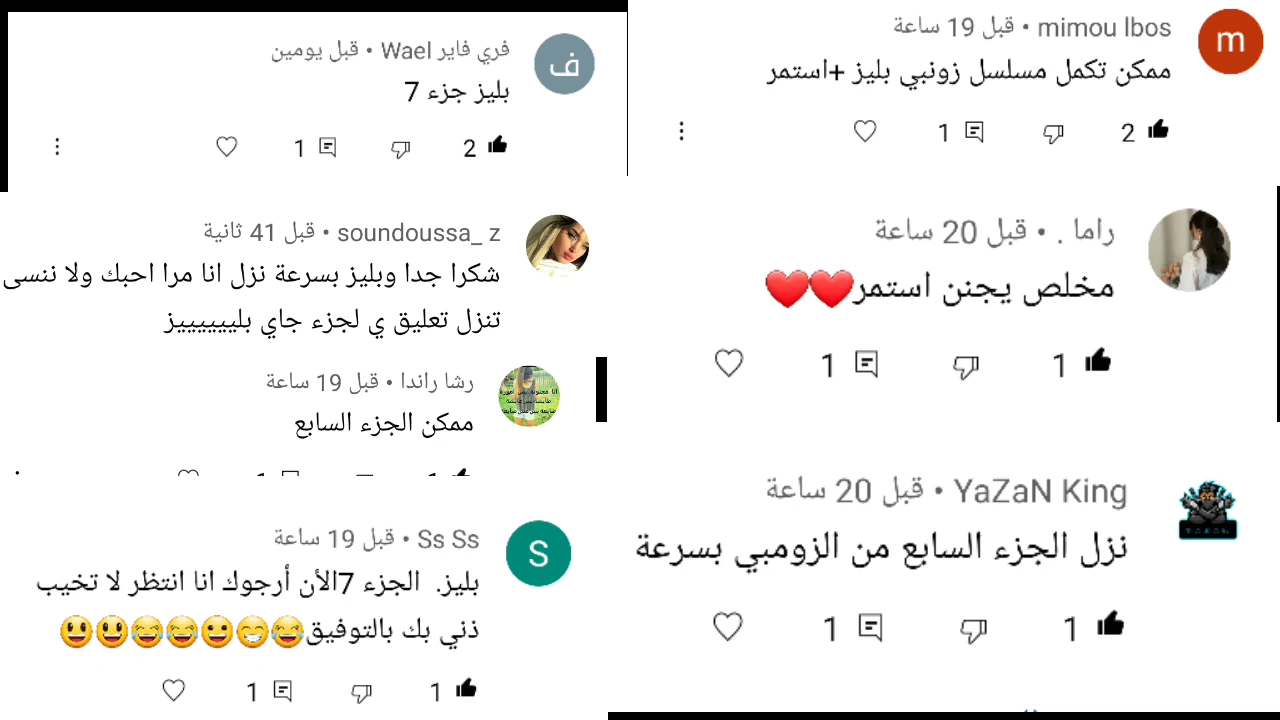 mimou lbos • قبل 19 ساعة
ممكن تكمل مسلسل زونبي بليز +استمر
2 1
فري فاير Wael • قبل يومين
بليز جزء 7
2 1
راما . • قبل 20 ساعة
مخلص يجنن استمر❤️❤️
1 1
soundoussa_ z • قبل 41 ثانية
شكرا جدا وبليز بسرعة نزل انا مرا احبك ولا ننسى
تنزل تعليق ي لجزء جاي بلييييييز
رشا راندا • قبل 19 ساعة
ممكن الجزء السابع
YaZaN King • قبل 20 ساعة
نزل الجزء السابع من الزومبي بسرعة
1 1
Ss Ss • قبل 19 ساعة
بليز. الجزء 7الأن أرجوك انا انتظر لا تخيب
ذني بك بالتوفيق😂😁😀😂😂😃😃
1 1
m
ف
S